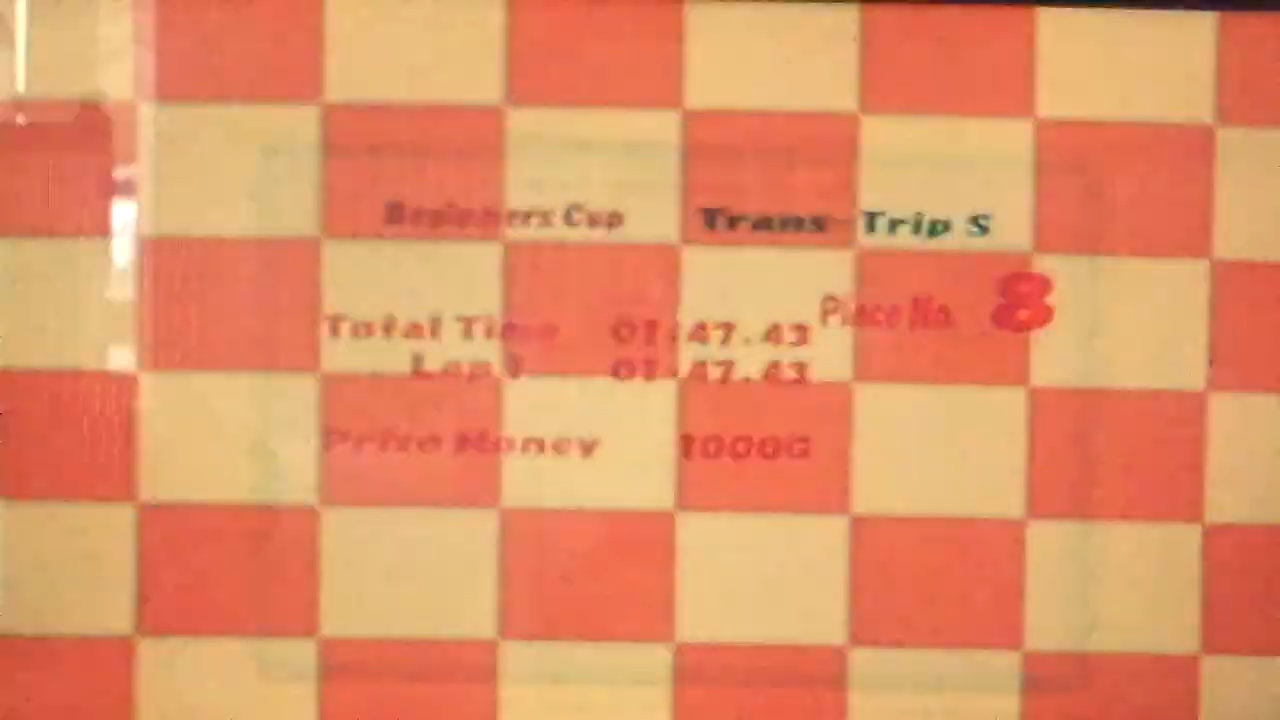 Beginners Cup Trans-Trip S
Place No. 8
Total Time 01:47.43
Lap 1 01:47.43
Prize Money 1000G